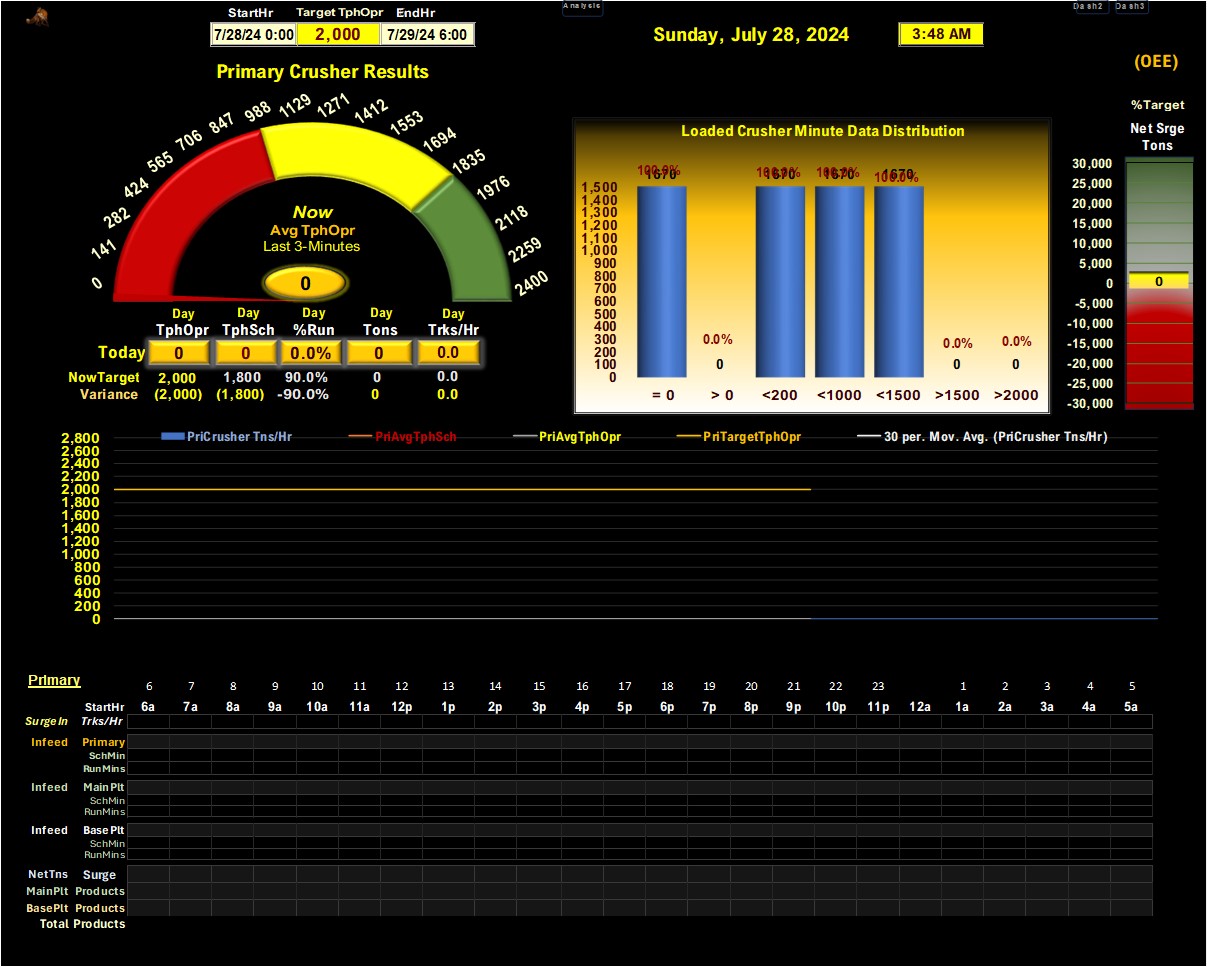 StartHr Target TphOpr EndHr
Analysis
Dash2 Dash3
7/28/24 0:00 2,000 7/29/24 6:00
Sunday, July 28, 2024
3:48 AM
(OEE)
Primary Crusher Results
0 141 282 424 565 706 847 988 1129 1271 1412 1553 1694 1835 1976 2118 2259 2400
Now
Avg TphOpr
Last 3-Minutes
0
Day Day Day Day Day
TphOpr TphSch %Run Tons Trks/Hr
Today 0 0 0.0% 0 0.0
NowTarget 2,000 1,800 90.0% 0 0.0
Variance (2,000) (1,800) -90.0% 0 0.0
Loaded Crusher Minute Data Distribution
100.0% 100.0% 100.0% 100.0%
1670 1670 1670 1670
1,500
1,400
1,300
1,200
1,100
1,000
900
800
700
600
500
400
300
200
100
0
0.0% 0.0% 0.0%
0 0 0
= 0 > 0 <200 <1000 <1500 >1500 >2000
%Target
Net Srge
Tons
30,000
25,000
20,000
15,000
10,000
5,000
0
-5,000
-10,000
-15,000
-20,000
-25,000
-30,000
0
PriCrusher Tns/Hr PriAvgTphSch PriAvgTphOpr PriTargetTphOpr 30 per. Mov. Avg. (PriCrusher Tns/Hr)
2,800
2,600
2,400
2,200
2,000
1,800
1,600
1,400
1,200
1,000
800
600
400
200
0
Primary
6 7 8 9 10 11 12 13 14 15 16 17 18 19 20 21 22 23 1 2 3 4 5
StartHr 6a 7a 8a 9a 10a 11a 12p 1p 2p 3p 4p 5p 6p 7p 8p 9p 10p 11p 12a 1a 2a 3a 4a 5a
SurgeIn Trks/Hr
Infeed Primary
SchMin
RunMins
Infeed MainPlt
SchMin
RunMins
Infeed BasePlt
SchMin
RunMins
NetTns Surge
MainPlt Products
BasePlt Products
Total Products